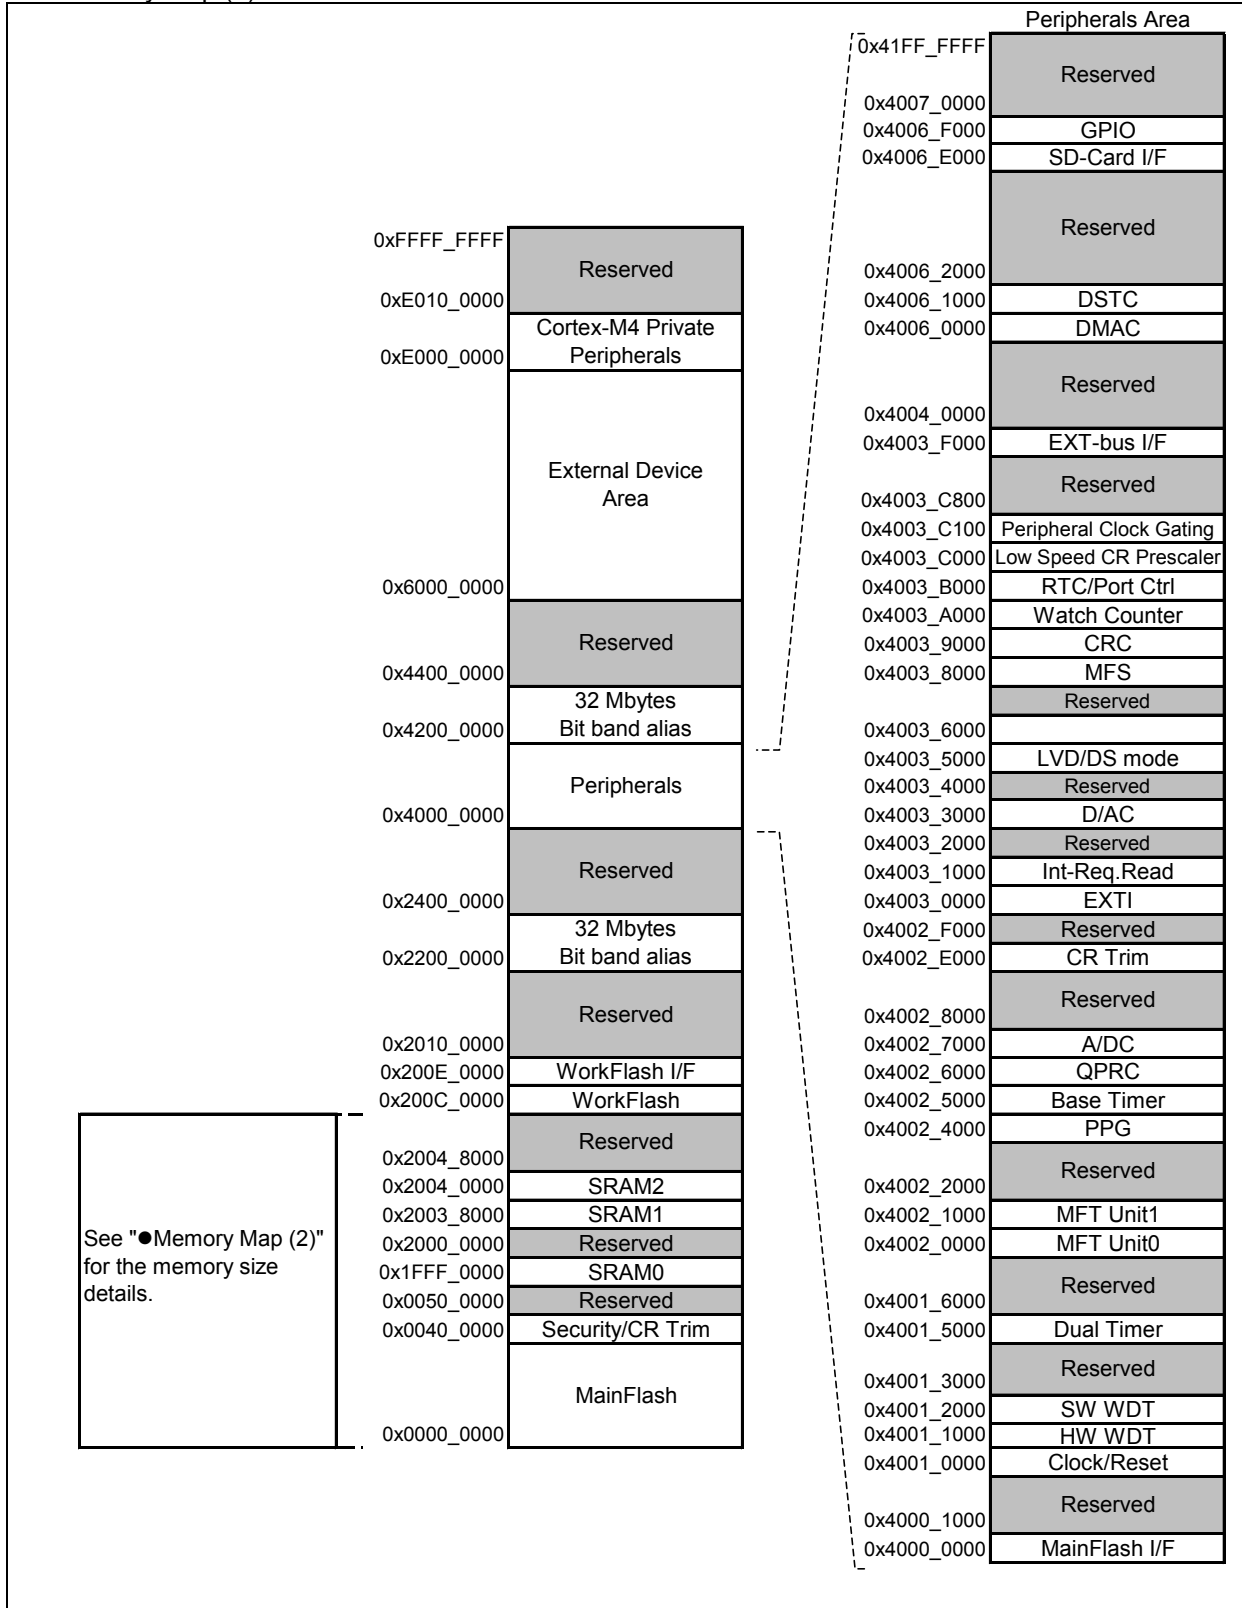 Peripherals Area
0x41FF_FFFF
Reserved
0x4007_0000
0x4006_F000 GPIO
0x4006_E000 SD-Card I/F
Reserved
0x4006_2000
0x4006_1000 DSTC
0x4006_0000 DMAC
Reserved
0x4004_0000
0x4003_F000 EXT-bus I/F
Reserved
0x4003_C800
0x4003_C100 Peripheral Clock Gating
0x4003_C000 Low Speed CR Prescaler
0x4003_B000 RTC/Port Ctrl
0x4003_A000 Watch Counter
0x4003_9000 CRC
0x4003_8000 MFS
Reserved
0x4003_6000
0x4003_5000 LVD/DS mode
0x4003_4000 Reserved
0x4003_3000 D/AC
0x4003_2000 Reserved
0x4003_1000 Int-Req.Read
0x4003_0000 EXTI
0x4002_F000 Reserved
0x4002_E000 CR Trim
Reserved
0x4002_8000
0x4002_7000 A/DC
0x4002_6000 QPRC
0x4002_5000 Base Timer
0x4002_4000 PPG
Reserved
0x4002_2000
0x4002_1000 MFT Unit1
0x4002_0000 MFT Unit0
Reserved
0x4001_6000
0x4001_5000 Dual Timer
Reserved
0x4001_3000
0x4001_2000 SW WDT
0x4001_1000 HW WDT
0x4001_0000 Clock/Reset
Reserved
0x4000_1000
0x4000_0000 MainFlash I/F
0xFFFF_FFFF
Reserved
0xE010_0000
Cortex-M4 Private
0xE000_0000 Peripherals
External Device
Area
0x6000_0000
Reserved
0x4400_0000
32 Mbytes
0x4200_0000 Bit band alias
Peripherals
0x4000_0000
Reserved
0x2400_0000
32 Mbytes
0x2200_0000 Bit band alias
Reserved
0x2010_0000
0x200E_0000 WorkFlash I/F
0x200C_0000 WorkFlash
Reserved
0x2004_8000
0x2004_0000 SRAM2
0x2003_8000 SRAM1
0x2000_0000 Reserved
0x1FFF_0000 SRAM0
0x0050_0000 Reserved
0x0040_0000 Security/CR Trim
MainFlash
0x0000_0000
See "●Memory Map (2)"
for the memory size
details.